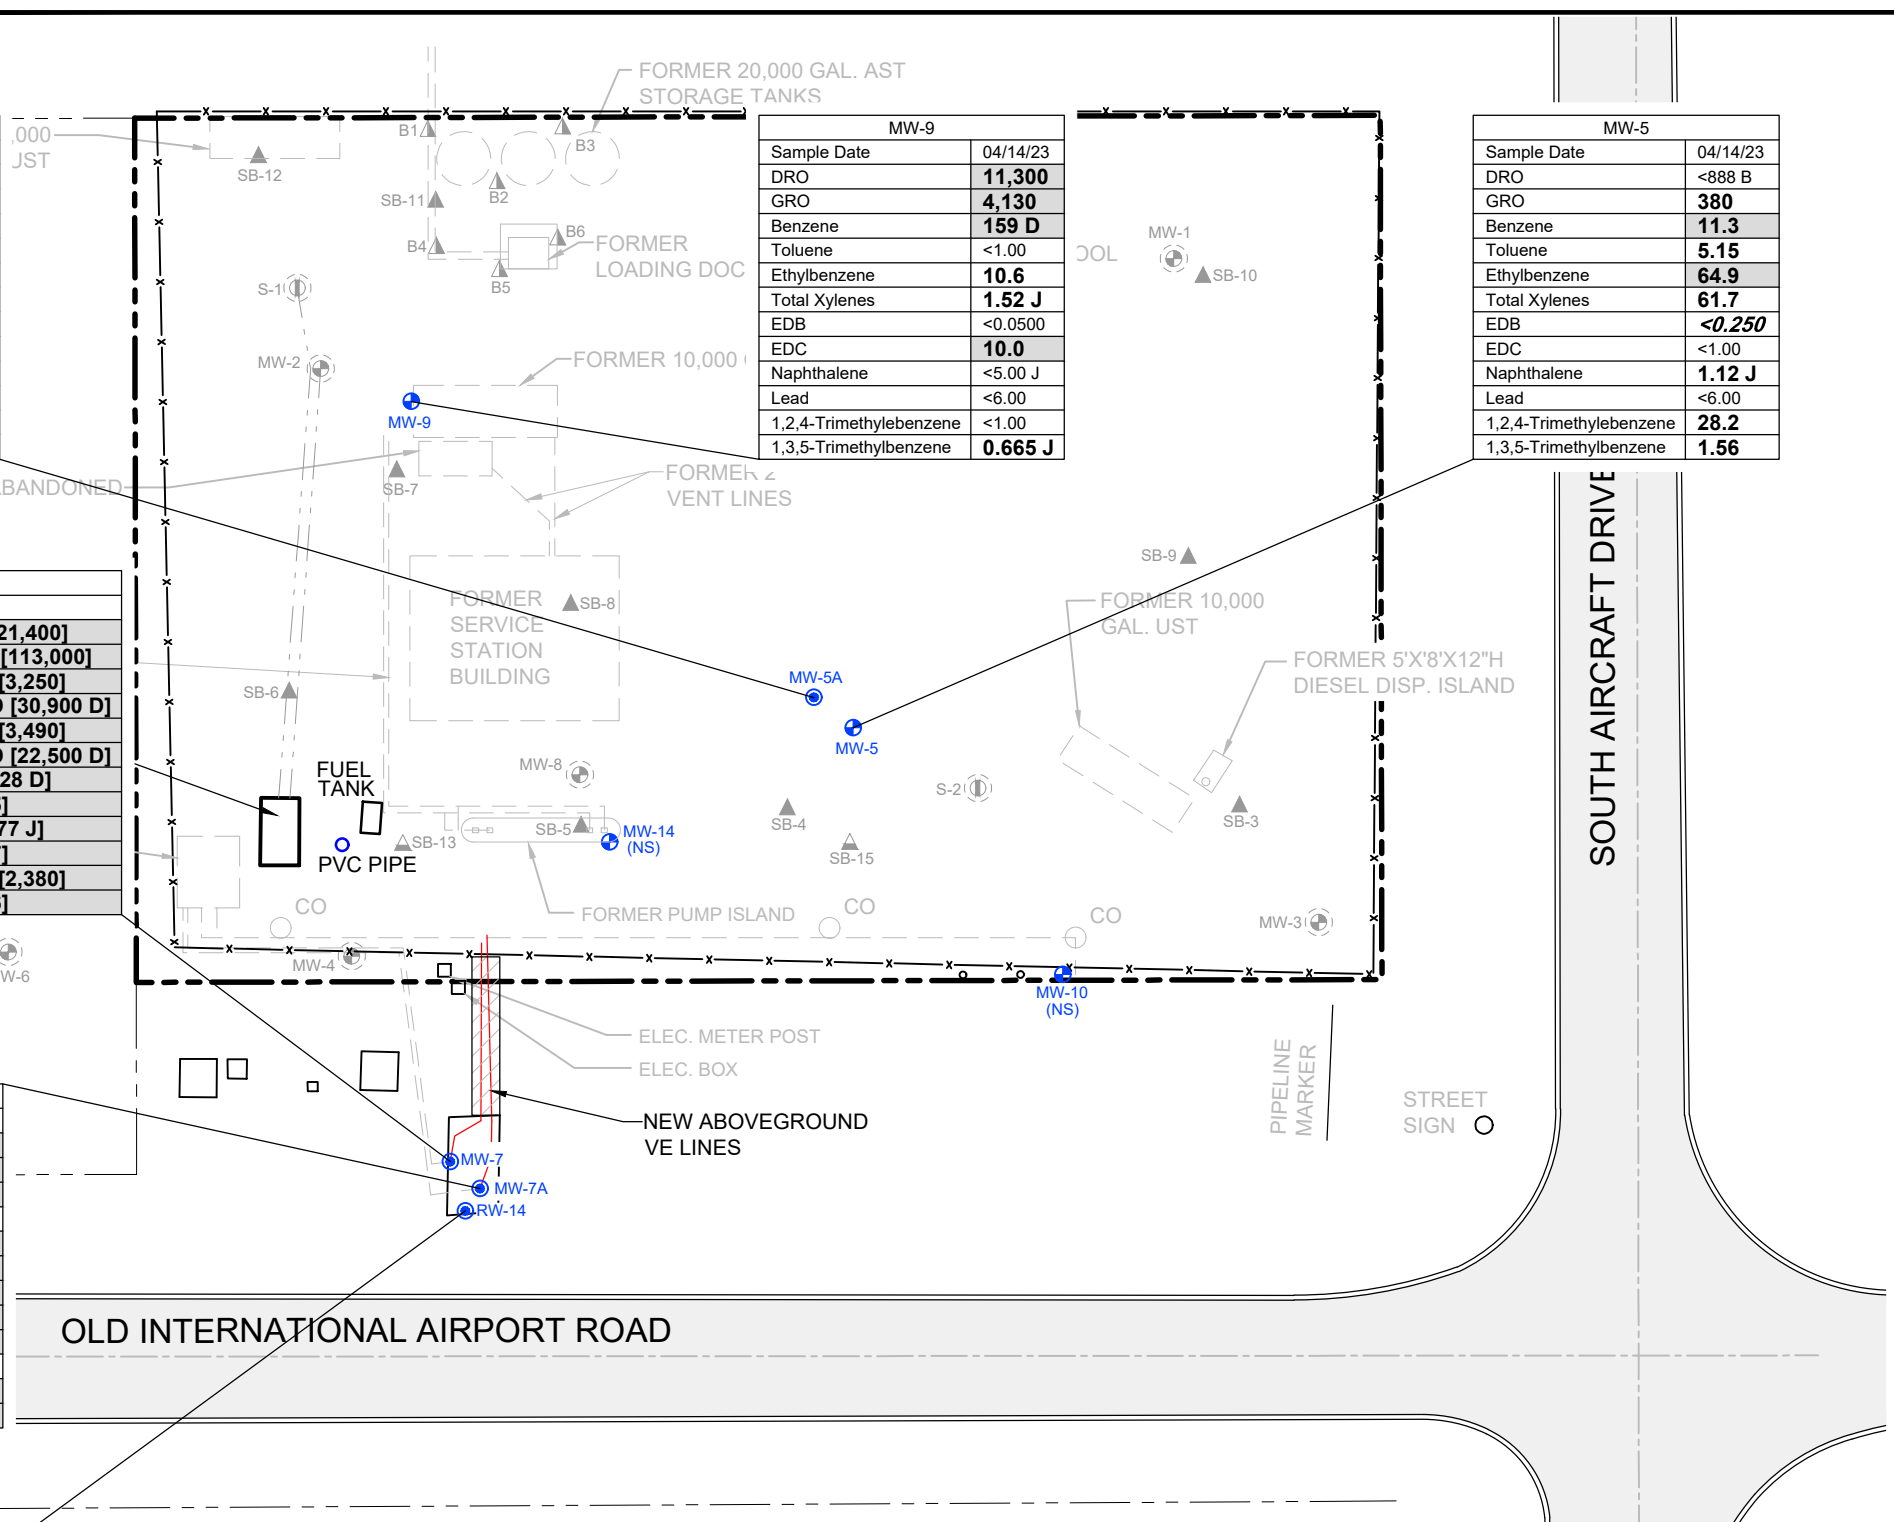 FORMER 20,000 GAL. AST
STORAGE TANKS
,000
B1
B3
SB-12
B2
SB-11
B4
B6
FORMER
LOADING DOC
B5
S-1
MW-2
FORMER 10,000
MW-9
ABANDONED
SB-7
FORMER 2
VENT LINES
MW-9
Sample Date 04/14/23
DRO 11,300
GRO 4,130
Benzene 159 D
Toluene <1.00
Ethylbenzene 10.6
Total Xylenes 1.52 J
EDB <0.0500
EDC 10.0
Naphthalene <5.00 J
Lead <6.00
1,2,4-Trimethylebenzene <1.00
1,3,5-Trimethylbenzene 0.665 J
MW-1
OOL
SB-10
MW-5
Sample Date 04/14/23
DRO <888 B
GRO 380
Benzene 11.3
Toluene 5.15
Ethylbenzene 64.9
Total Xylenes 61.7
EDB <0.250
EDC <1.00
Naphthalene 1.12 J
Lead <6.00
1,2,4-Trimethylebenzene 28.2
1,3,5-Trimethylbenzene 1.56
SOUTH AIRCRAFT DRIVE
SB-9
FORMER
SERVICE
STATION
BUILDING
SB-8
FORMER 10,000
GAL. UST
FORMER 5'X'8'X12"H
DIESEL DISP. ISLAND
21,400]
[113,000]
[3,250]
[30,900 D]
[3,490]
[22,500 D]
28 D]
77 J]
[2,380]
SB-6
MW-5A
MW-5
FUEL
TANK
MW-8
S-2
SB-4
SB-3
SB-5
MW-14
(NS)
SB-13
SB-15
PVC PIPE
CO
FORMER PUMP ISLAND
CO
CO
MW-3
W-6
MW-4
MW-10
(NS)
ELEC. METER POST
ELEC. BOX
PIPELINE
MARKER
STREET
SIGN
NEW ABOVEGROUND
VE LINES
MW-7
MW-7A
RW-14
OLD INTERNATIONAL AIRPORT ROAD